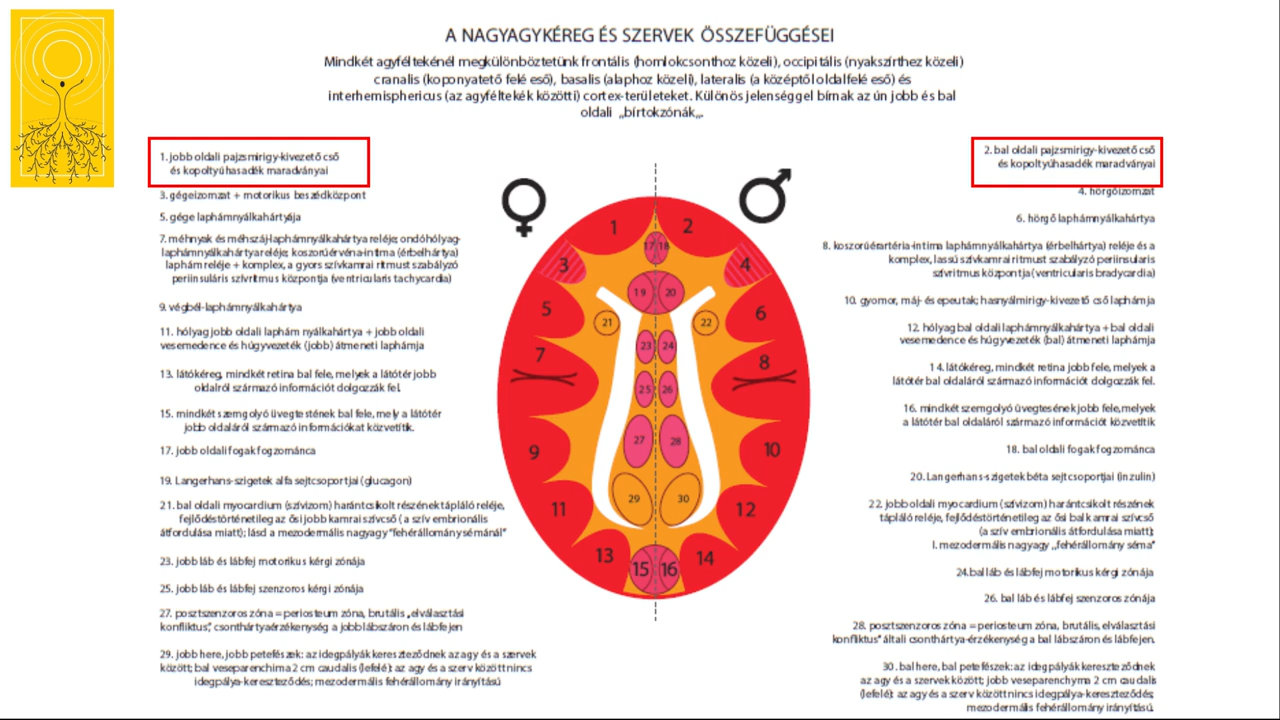 A NAGYAGYKÉREG ÉS SZERVEK ÖSSZEFÜGGÉSEI
Mindkét agyféltekénél megkülönböztetünk frontális (homlokcsonthoz közeli), occipitális (nyakszirthez közeli)
cranalis (koponyatető felé eső), basalis (alaphoz közeli), lateralis (a középtől oldalfelé eső) és
interhemisphericus (az agyféltekék közötti) cortex-területeket. Különös jelenséggel bírnak az ún jobb és bal
oldali „bírtokzónák„.
1. jobb oldali pajzsmirigy-kivezető cső
és kopoltyúhasadék maradványai
3. gégeizomzat + motorikus beszédközpont
5. gége laphámnyálkahártyája
7. méhnyak és méhszáj-laphámnyálkahártya reléje; ondóhólyag-
laphámnyálkahártya reléje; koszorúérvéna-intima (érbelhártya)
laphám reléje + komplex, a gyors szívkamrai ritmust szabályzó
periinsuláris szívritmus központja (ventricularis tachycardia)
9. végbél-laphámnyálkahártya
11. hólyag jobb oldali laphám nyálkahártya + jobb oldali
vesemedence és húgyvezeték (jobb) átmeneti laphámja
13. látókéreg, mindkét retina bal fele, melyek a látótér jobb
oldalról származó információt dolgozzák fel.
15. mindkét szemgolyó üvegtestének bal fele, mely a látótér
jobb oldaláról származó információkat közvetítik.
17. jobb oldali fogak fogzománca
19. Langerhans-szigetek alfa sejtcsoportjai (glucagon)
21. bal oldali myocardium (szívizom) harántcsíkolt részének tápláló reléje,
fejlődéstörténetileg az ősi jobb kamrai szívcső (a szív embrionális
átfordulása miatt); lásd a mezodermális nagyagy "fehérállomány sémánál"
23. jobb láb és lábfej motorikus kérgi zónája
25. jobb láb és lábfej szenzoros kérgi zónája
27. posztszenzoros zóna = periosteum zóna, brutális „elválasztási
konfliktus", csonthártyaérzékenység a jobb lábszáron és lábfejen
29. jobb here, jobb petefészek: az idegpályák kereszteződnek az agy és a szervek
között; bal veseparenchima 2 cm caudalis (lefelé): az agy és a szerv között nincs
idegpálya-kereszteződés; mezodermális fehérállomány irányítású
2. bal oldali pajzsmirigy-kivezető cső
és kopoltyúhasadék maradványai
4. hörgőizomzat
6. hörgő laphámnyálkahártya
8. koszorúérartéria-intima laphámnyálkahártya (érbelhártya) reléje és a
komplex, lassú szívkamrai ritmust szabályzó periinsularis
szívritmus központja (ventricularis bradycardia)
10. gyomor, máj- és epeutak; hasnyálmirigy-kivezető cső laphámja
12. hólyag bal oldali laphámnyálkahártya + bal oldali
vesemedence és húgyvezeték (bal) átmeneti laphámja
14. látókéreg, mindkét retina jobb fele, melyek a
látótér bal oldaláról származó információt dolgozzák fel.
16. mindkét szemgolyó üvegtesének jobb fele, melyek
a látótér bal oldaláról származó információt közvetítik
18. bal oldali fogak fogzománca
20. Langerhans-szigetek béta sejtcsoportjai (inzulin)
22. jobb oldali myocardium (szívizom) harántcsíkolt részének
tápláló reléje, fejlődéstörténetileg az ősi bal kamrai szívcső
(a szív embrionális átfordulása miatt);
l. mezodermális nagyagy „fehérállomány séma"
24. bal láb és lábfej motorikus kérgi zónája
26. bal láb és lábfej szenzoros zónája
28. posztszenzoros zóna = periosteum zóna, brutális, elválasztási
konfliktus" általi csonthártya-érzékenység a bal lábszáron és lábfejen.
30. bal here, bal petefészek: az idegpályák kereszteződnek
az agy és a szervek között; jobb veseparenchyma 2 cm caudalis
(lefelé): az agy és a szerv között nincs idegpálya-kereszteződés;
mezodermális fehérállomány irányítású.
1 2
17 18
3 4
19 20
5 21 22 6
23 24
7 8
25 26
27 28
9 10
29 30
11 12
13 14
15 16